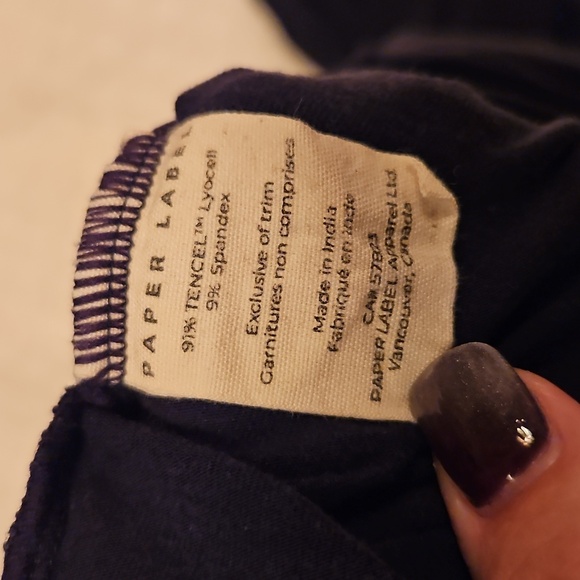 PAPER LABEL
91% TENCEL™ Lyocell
9% Spandex
Exclusive of trim
Garnitures non comprises
Made in India
Fabriqué en Inde
CA#
PAPER LABEL Apparel Ltd.
Vancouver, Canada